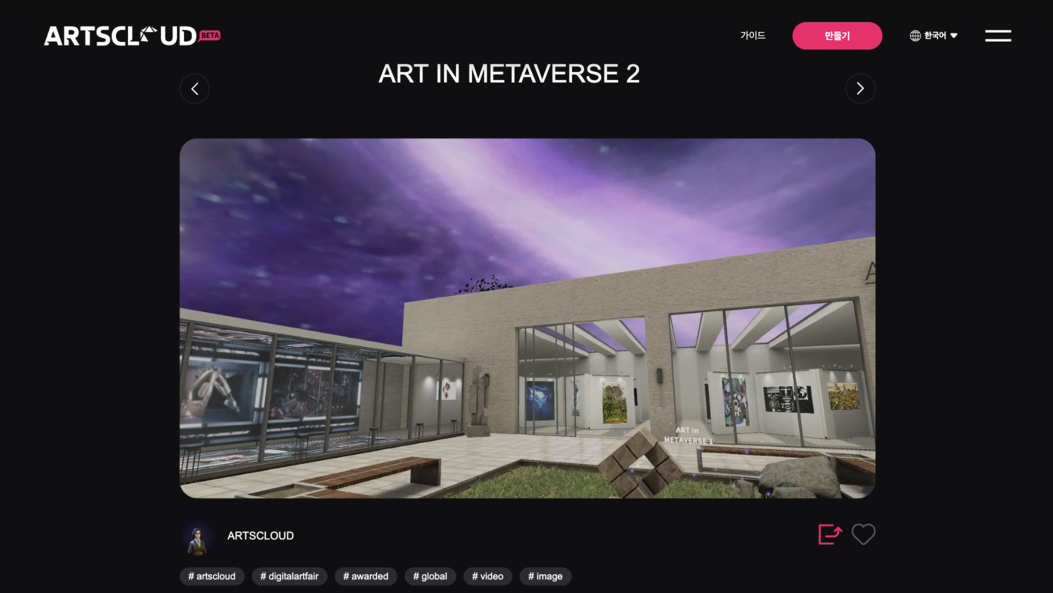 ARTSCLOUD BETA
가이드
만들기
한국어
ART IN METAVERSE 2
A
ART in
METAVERSE 1
ARTSCLOUD
# artscloud
# digitalartfair
# awarded
# global
# video
# image